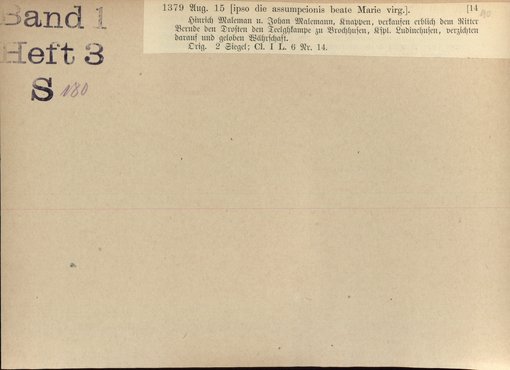 Band 1
Heft 3
S 180
1379 Aug. 15 [ipso die assumpcionis beate Marie virg.]. [14
Hinrich Maleman u. Johan Malemann, Knappen, verkaufen erblich dem Ritter
Bernde den Drosten den Teelghkampe zu Brochhusen, Kspl. Ludinchusen, verzichten
darauf und geloben Währschaft.
Orig. 2 Siegel; Cl. I L. 6 Nr. 14.